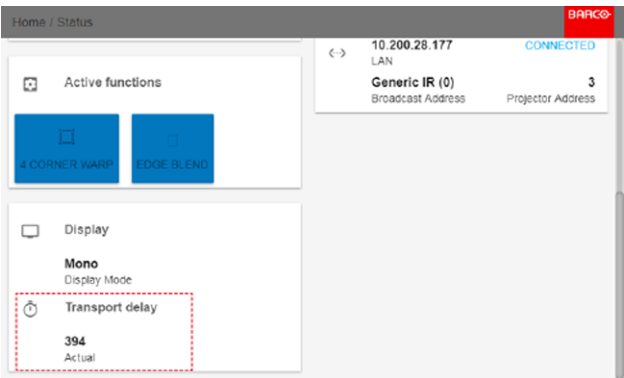 Home / Status
BARCO
10.200.28.177
CONNECTED
LAN
Generic IR (0)
3
Broadcast Address
Projector Address
Active functions
4 CORNER WARP
EDGE BLEND
Display
Mono
Display Mode
Transport delay
394
Actual